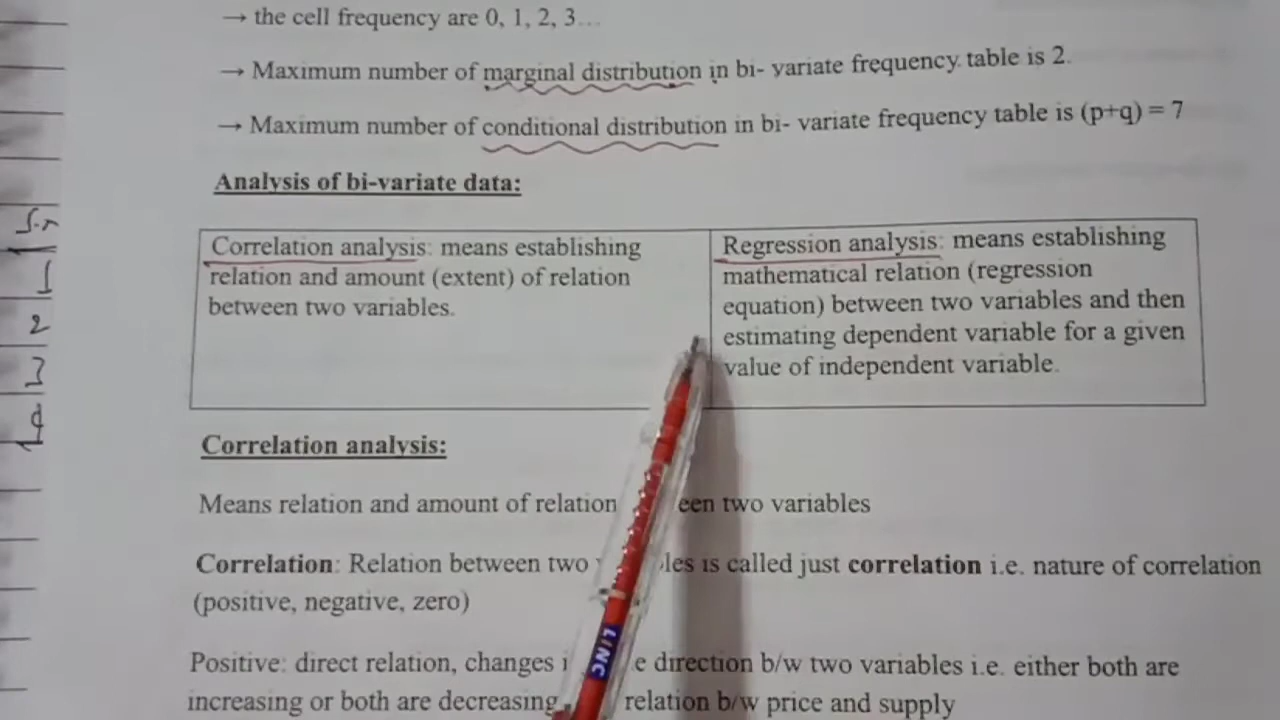 → the cell frequency are 0, 1, 2, 3...
→ Maximum number of marginal distribution in bi- variate frequency table is 2.
→ Maximum number of conditional distribution in bi- variate frequency table is (p+q) = 7
Analysis of bi-variate data:
Correlation analysis: means establishing
relation and amount (extent) of relation
between two variables.
Regression analysis: means establishing
mathematical relation (regression
equation) between two variables and then
estimating dependent variable for a given
value of independent variable.
Correlation analysis:
Means relation and amount of relation een two variables
Correlation: Relation between two les is called just correlation i.e. nature of correlation
(positive, negative, zero)
Positive: direct relation, changes i e direction b/w two variables i.e. either both are
increasing or both are decreasing. relation b/w price and supply
LINC